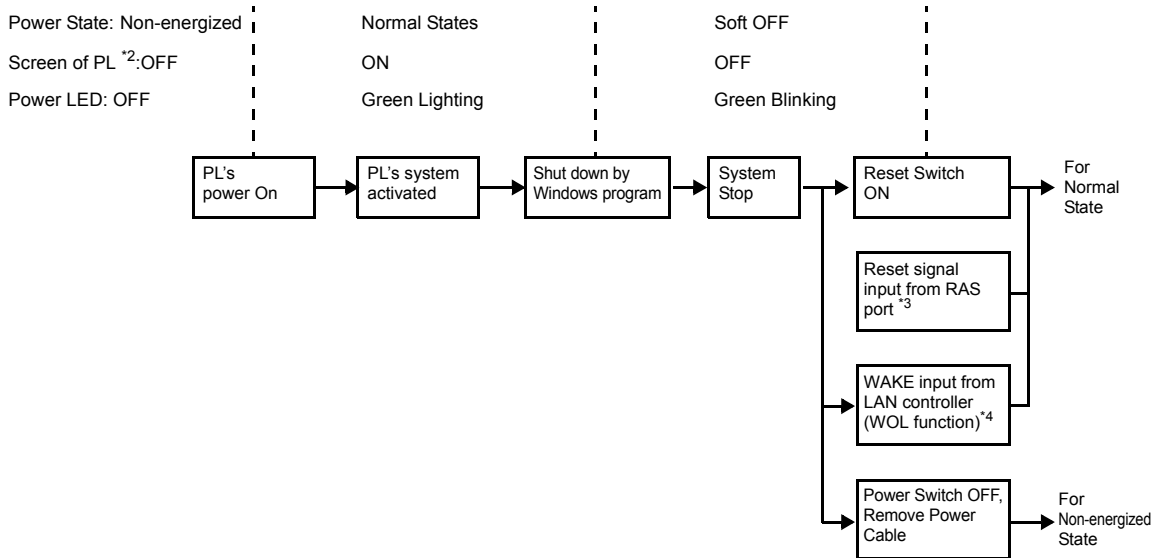 Power State: Non-energized
Normal States
Soft OFF
Screen of PL *2:OFF
ON
OFF
Power LED: OFF
Green Lighting
Green Blinking
PL's
power On
PL's system
activated
Shut down by
Windows program
System
Stop
Reset Switch
ON
For
Normal
State
Reset signal
input from RAS
port *3
WAKE input from
LAN controller
(WOL function)*4
Power Switch OFF,
Remove Power
Cable
For
Non-energized
State